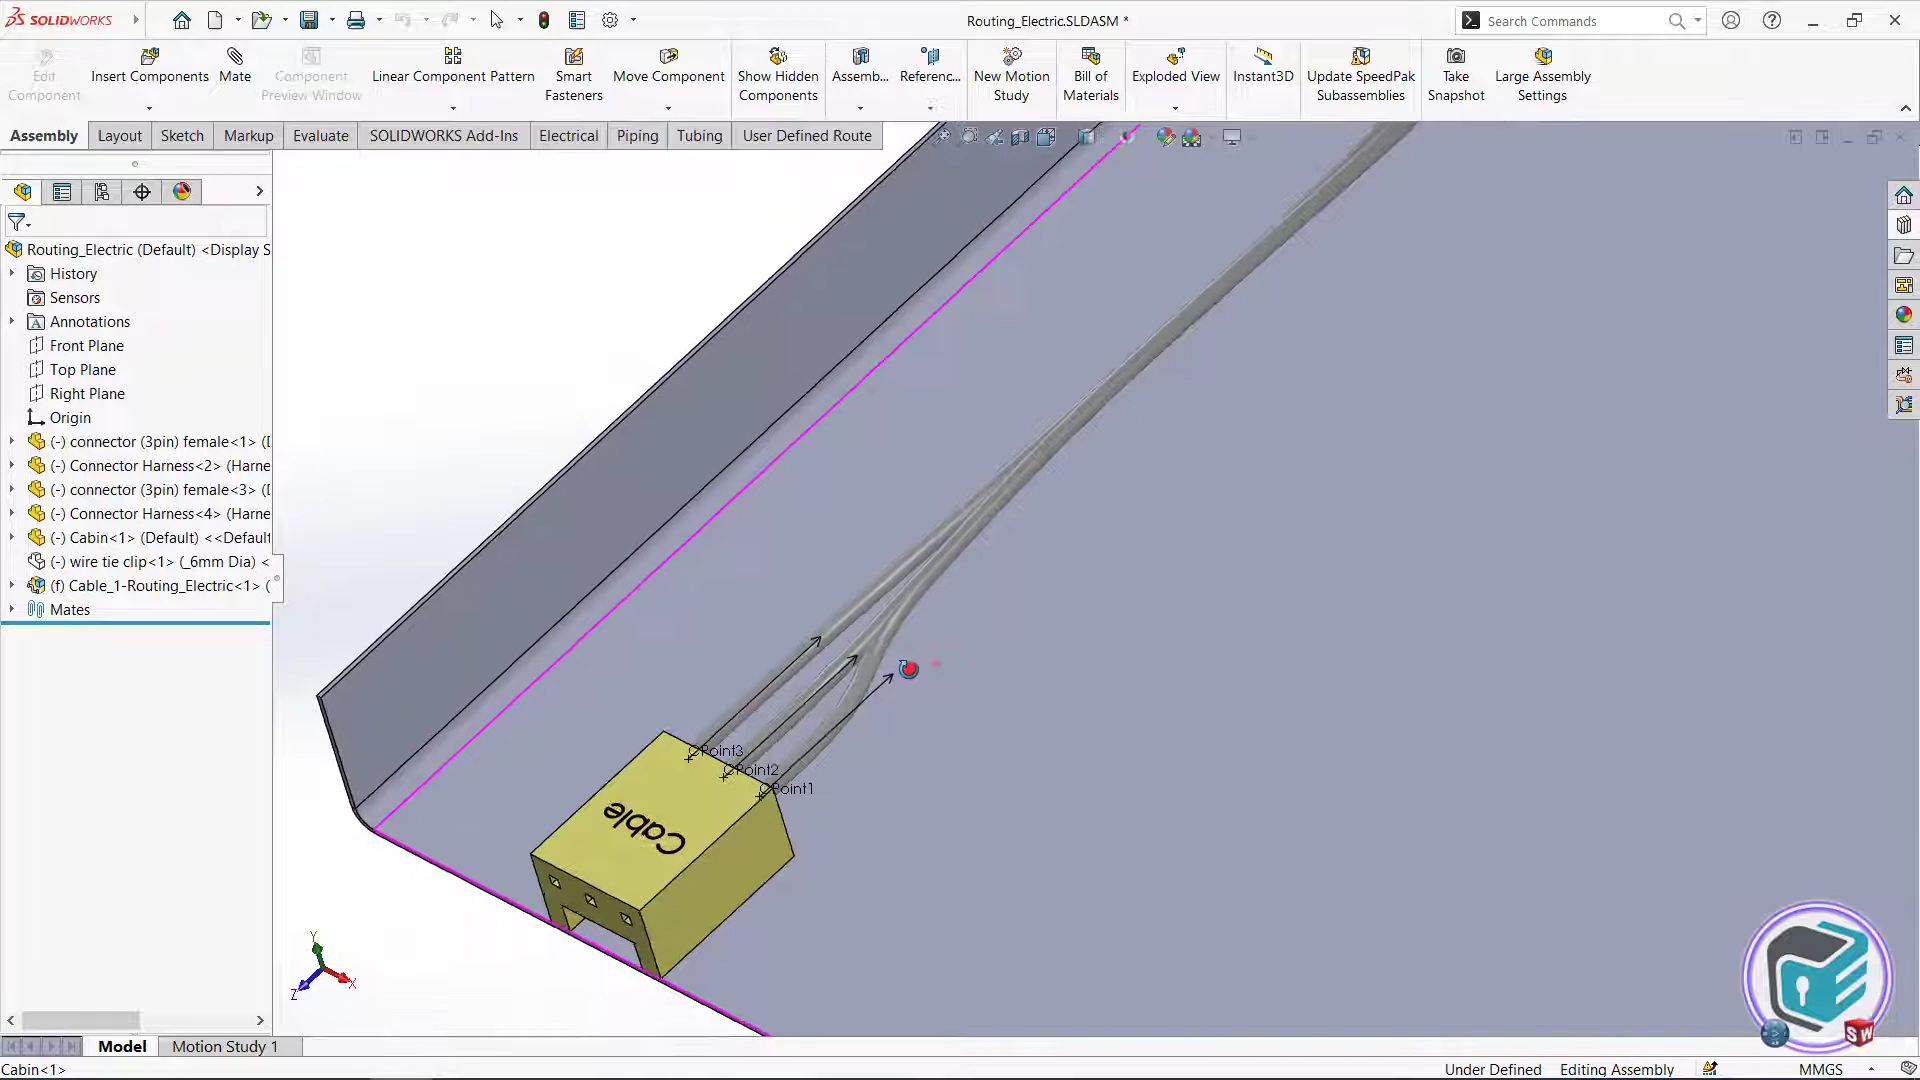 SOLIDWORKS
Routing_Electric.SLDASM *
Search Commands
Edit Component
Insert Components
Mate
Component Preview Window
Linear Component Pattern
Smart Fasteners
Move Component
Show Hidden Components
Assemb...
Referenc...
New Motion Study
Bill of Materials
Exploded View
Instant3D
Update SpeedPak Subassemblies
Take Snapshot
Large Assembly Settings
Assembly
Layout
Sketch
Markup
Evaluate
SOLIDWORKS Add-Ins
Electrical
Piping
Tubing
User Defined Route
Routing_Electric (Default) <Display S
History
Sensors
Annotations
Front Plane
Top Plane
Right Plane
Origin
(-) connector (3pin) female<1> ([
(-) Connector Harness<2> (Harne
(-) connector (3pin) female<3> ([
(-) Connector Harness<4> (Harne
(-) Cabin<1> (Default) <<Default
(-) wire tie clip<1> (_6mm Dia) <
(f) Cable_1-Routing_Electric<1> (
Mates
CPoint3
CPoint2
CPoint1
Cable
Y
X
Z
SW
Model
Motion Study 1
Cabin<1>
Under Defined
Editing Assembly
MMGS